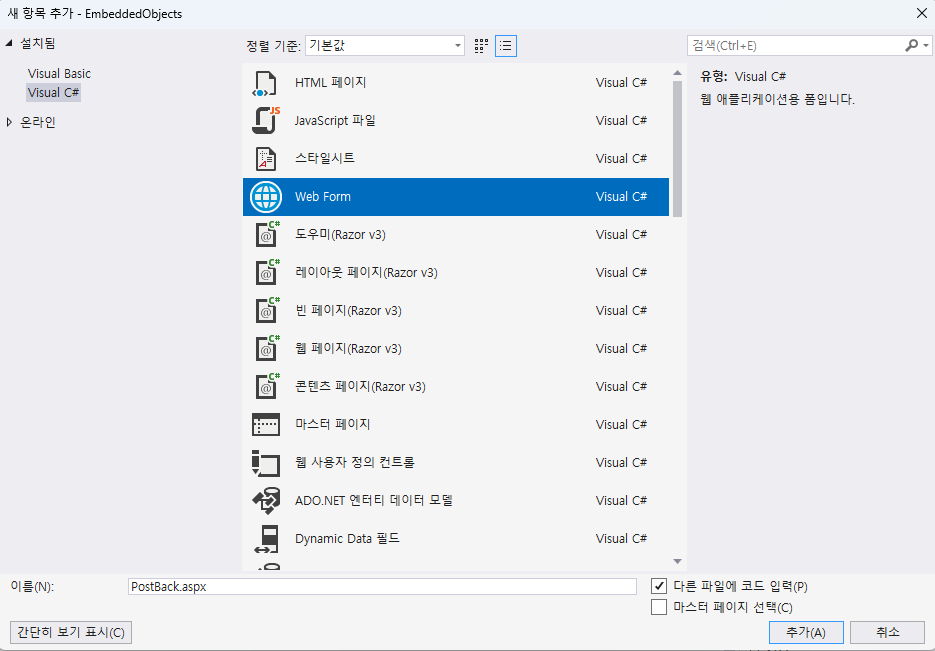 새 항목 추가 - EmbeddedObjects
설치됨
Visual Basic
Visual C#
온라인
정렬 기준: 기본값
검색(Ctrl+E)
HTML 페이지 Visual C#
JavaScript 파일 Visual C#
스타일시트 Visual C#
Web Form Visual C#
도우미(Razor v3) Visual C#
레이아웃 페이지(Razor v3) Visual C#
빈 페이지(Razor v3) Visual C#
웹 페이지(Razor v3) Visual C#
콘텐츠 페이지(Razor v3) Visual C#
마스터 페이지 Visual C#
웹 사용자 정의 컨트롤 Visual C#
ADO.NET 엔터티 데이터 모델 Visual C#
Dynamic Data 필드 Visual C#
유형: Visual C#
웹 애플리케이션용 폼입니다.
이름(N): PostBack.aspx
다른 파일에 코드 입력(P)
마스터 페이지 선택(C)
간단히 보기 표시(C)
추가(A)
취소